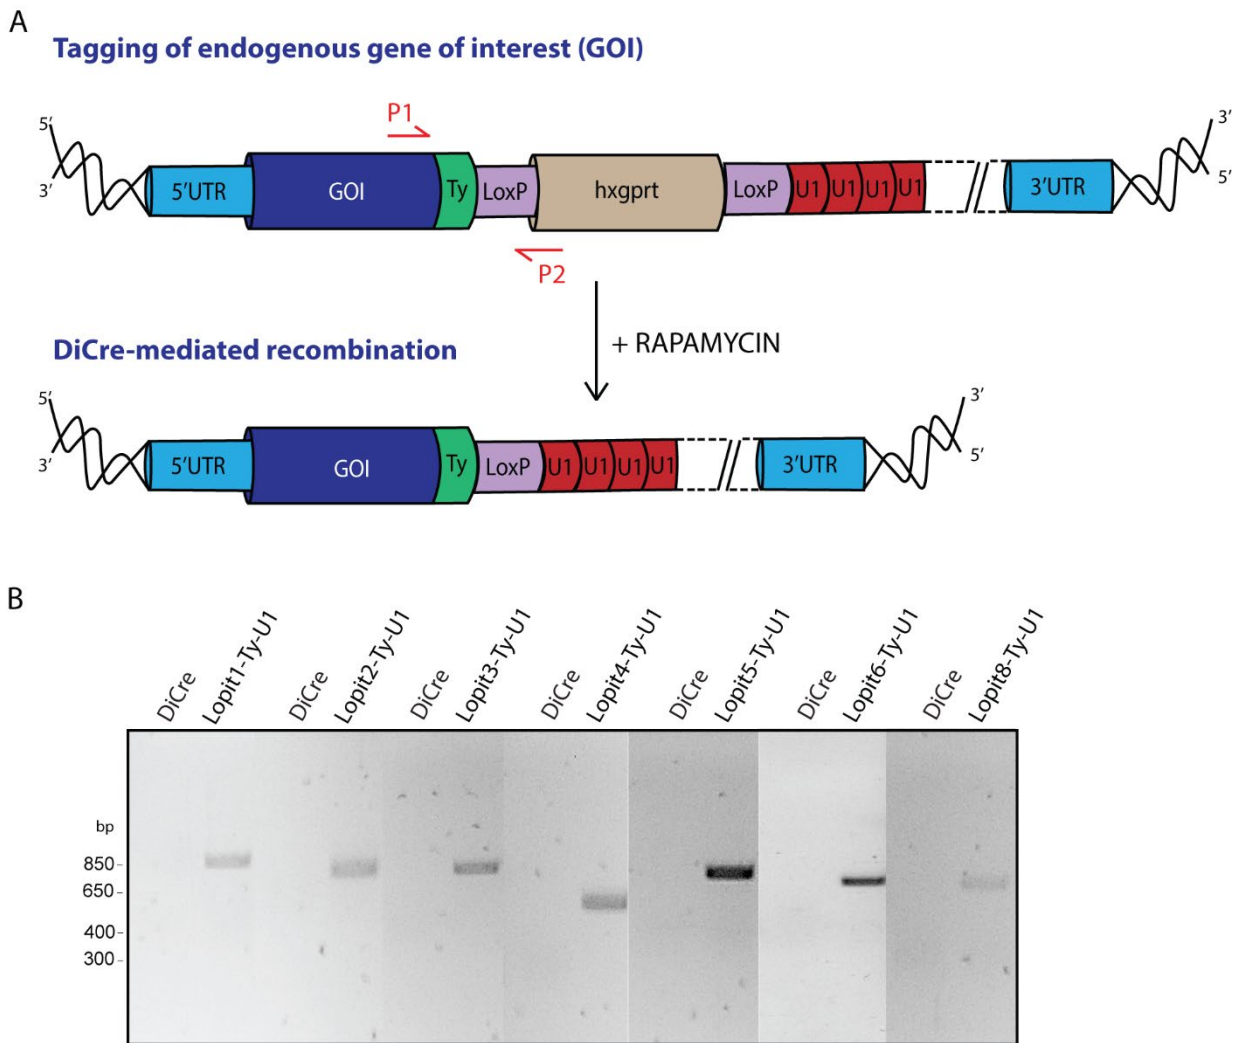 A
Tagging of endogenous gene of interest (GOI)
P1
5’ 3’
3’ 5’
5’UTR GOI Ty LoxP hxgprt LoxP U1 U1 U1 U1 3’UTR
P2
+ RAPAMYCIN
DiCre-mediated recombination
5’ 3’
3’ 5’
5’UTR GOI Ty LoxP U1 U1 U1 U1 3’UTR
B
DiCre Lopit1-Ty-U1 DiCre Lopit2-Ty-U1 DiCre Lopit3-Ty-U1 DiCre Lopit4-Ty-U1 DiCre Lopit5-Ty-U1 DiCre Lopit6-Ty-U1 DiCre Lopit8-Ty-U1
bp
850
650
400
300